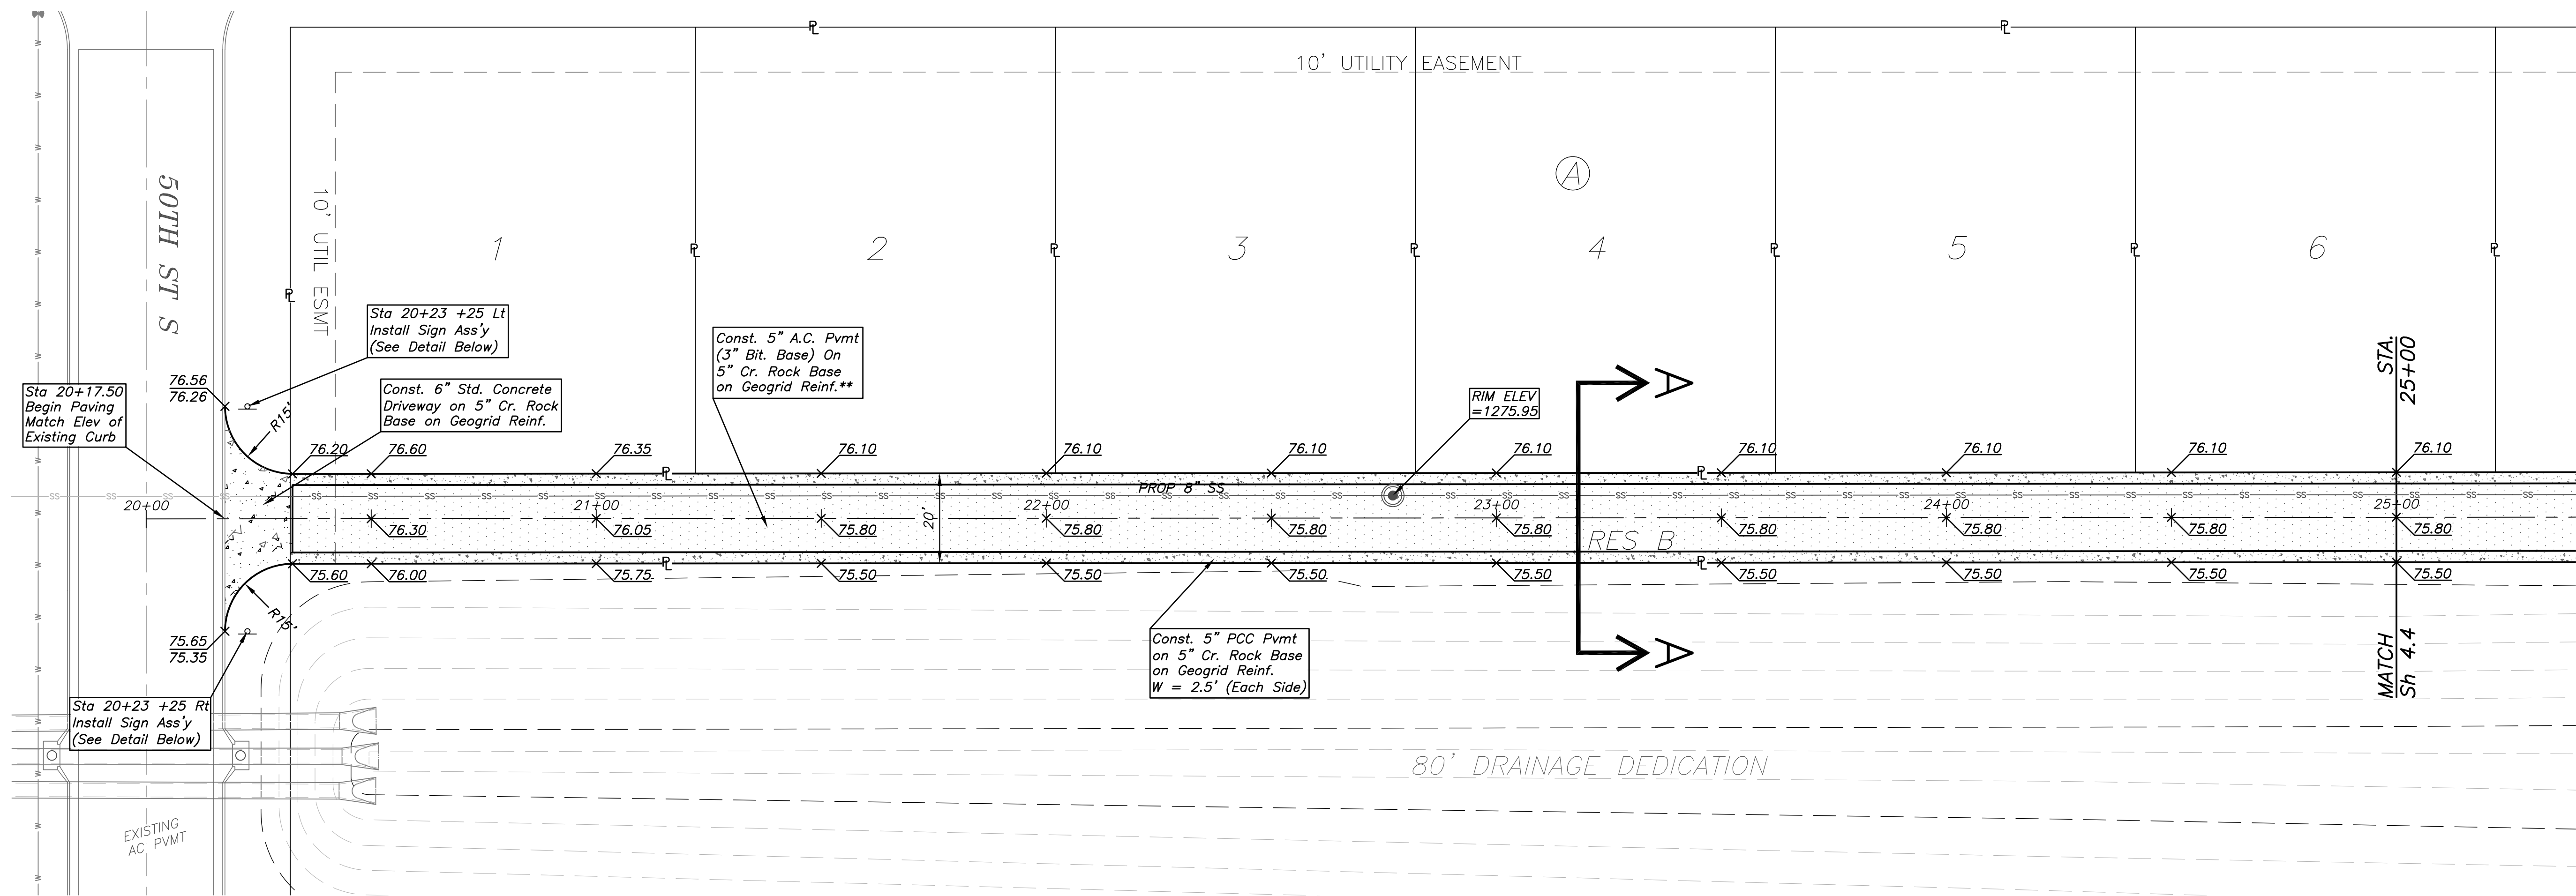 10' UTILITY EASEMENT
50TH ST S
10' UTIL ESMT
A
1
2
3
4
5
6
Sta 20+23 +25 Lt
Install Sign Ass'y
(See Detail Below)
Const. 5" A.C. Pvmt
(3" Bit. Base) On
5" Cr. Rock Base
on Geogrid Reinf.**
Sta 20+17.50
Begin Paving
Match Elev of
Existing Curb
76.56
76.26
Const. 6" Std. Concrete
Driveway on 5" Cr. Rock
Base on Geogrid Reinf.
R15'
RIM ELEV
=1275.95
A
STA.
25+00
76.20
76.60
76.35
76.10
76.10
76.10
76.10
76.10
76.10
76.10
76.10
PROP 8" SS
20+00
21+00
22+00
23+00
24+00
25+00
20'
76.30
76.05
75.80
75.80
75.80
75.80
75.80
75.80
75.80
75.80
RES B
75.60
76.00
75.75
75.50
75.50
75.50
75.50
75.50
75.50
75.50
75.50
R15'
75.65
75.35
Const. 5" PCC Pvmt
on 5" Cr. Rock Base
on Geogrid Reinf.
W = 2.5' (Each Side)
A
MATCH
Sh 4.4
Sta 20+23 +25 Rt
Install Sign Ass'y
(See Detail Below)
80' DRAINAGE DEDICATION
EXISTING
AC PVMT